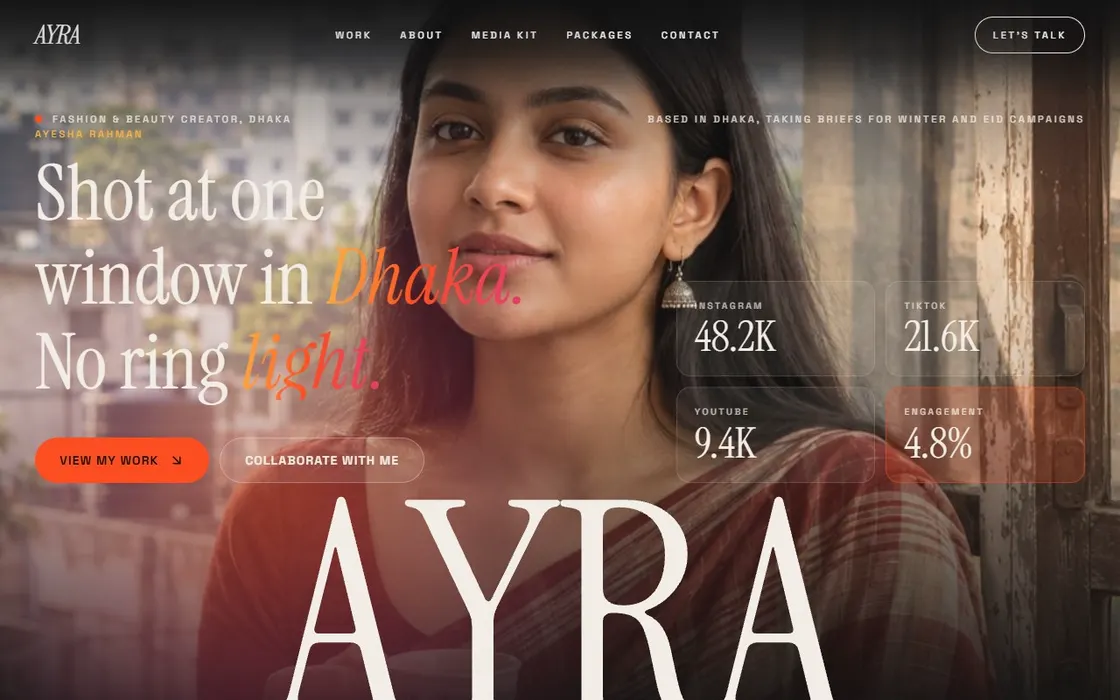 AYRA
WORK ABOUT MEDIA KIT PACKAGES CONTACT
LET'S TALK
FASHION & BEAUTY CREATOR, DHAKA
AYESHA RAHMAN
BASED IN DHAKA, TAKING BRIEFS FOR WINTER AND EID CAMPAIGNS
Shot at one
window in Dhaka.
No ring light.
INSTAGRAM
48.2K
TIKTOK
21.6K
YOUTUBE
9.4K
ENGAGEMENT
4.8%
VIEW MY WORK ↘
COLLABORATE WITH ME
AYRA